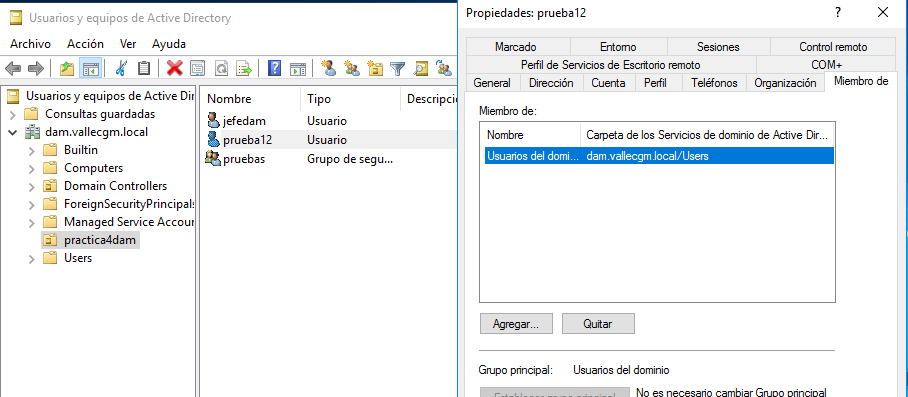 Usuarios y equipos de Active Directory
Archivo Acción Ver Ayuda
Usuarios y equipos de Active Direc
Consultas guardadas
dam.vallecgm.local
Builtin
Computers
Domain Controllers
ForeignSecurityPrincipals
Managed Service Accour
practica4dam
Users
Nombre Tipo Descripció
jefedam Usuario
prueba12 Usuario
pruebas Grupo de segu...
Propiedades: prueba12 ?
Marcado Entorno Sesiones Control remoto
Perfil de Servicios de Escritorio remoto COM+
General Dirección Cuenta Perfil Teléfonos Organización Miembro de
Miembro de:
Nombre Carpeta de los Servicios de dominio de Active Dir...
Usuarios del domi... dam.vallecgm.local/Users
Agregar... Quitar
Grupo principal: Usuarios del dominio
Establecer grupo principal No es necesario cambiar Grupo principal